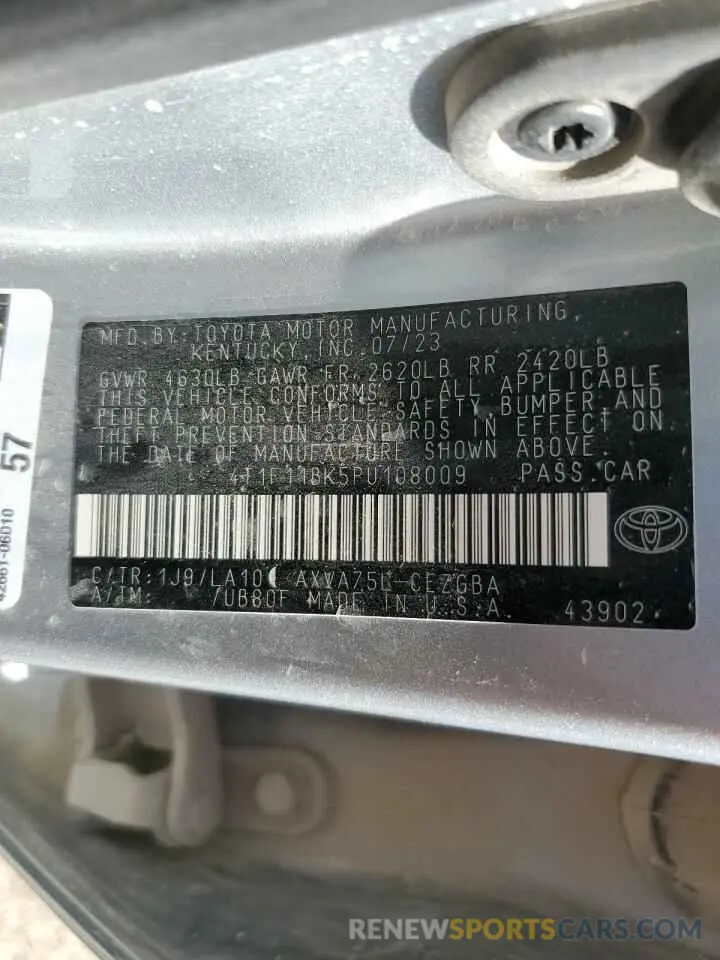 MFD.BY:TOYOTA MOTOR MANUFACTURING,
KENTUCKY,INC.07/23
GVWR 4630LB GAWR FR 2620LB RR 2420LB
THIS VEHICLE CONFORMS TO ALL APPLICABLE
FEDERAL MOTOR VEHICLE SAFETY,BUMPER,AND
THEFT PREVENTION STANDARDS IN EFFECT ON
THE DATE OF MANUFACTURE SHOWN ABOVE.
4T1F11BK5PU108009 PASS.CAR
C/TR:1J9/LA10 AXVA75L-CEZGBA
A/TM: /UB80F MADE IN U.S.A. 43902
57
42661-06D10
RENEWSPORTSCARS.COM